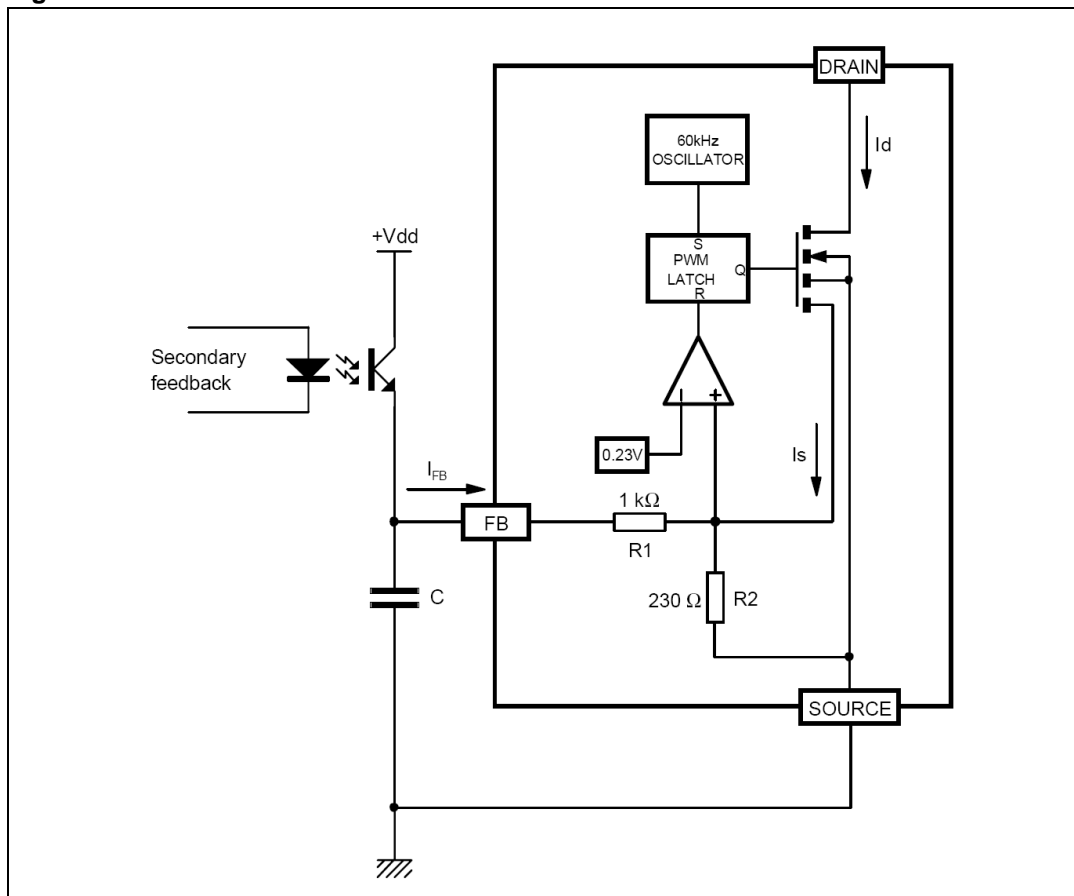 DRAIN
60kHz
OSCILLATOR
Id
+Vdd
S
PWM
LATCH
Q
R
Secondary
feedback
- +
0.23V
Is
IFB
1 kΩ
FB
R1
C
230 Ω
R2
SOURCE